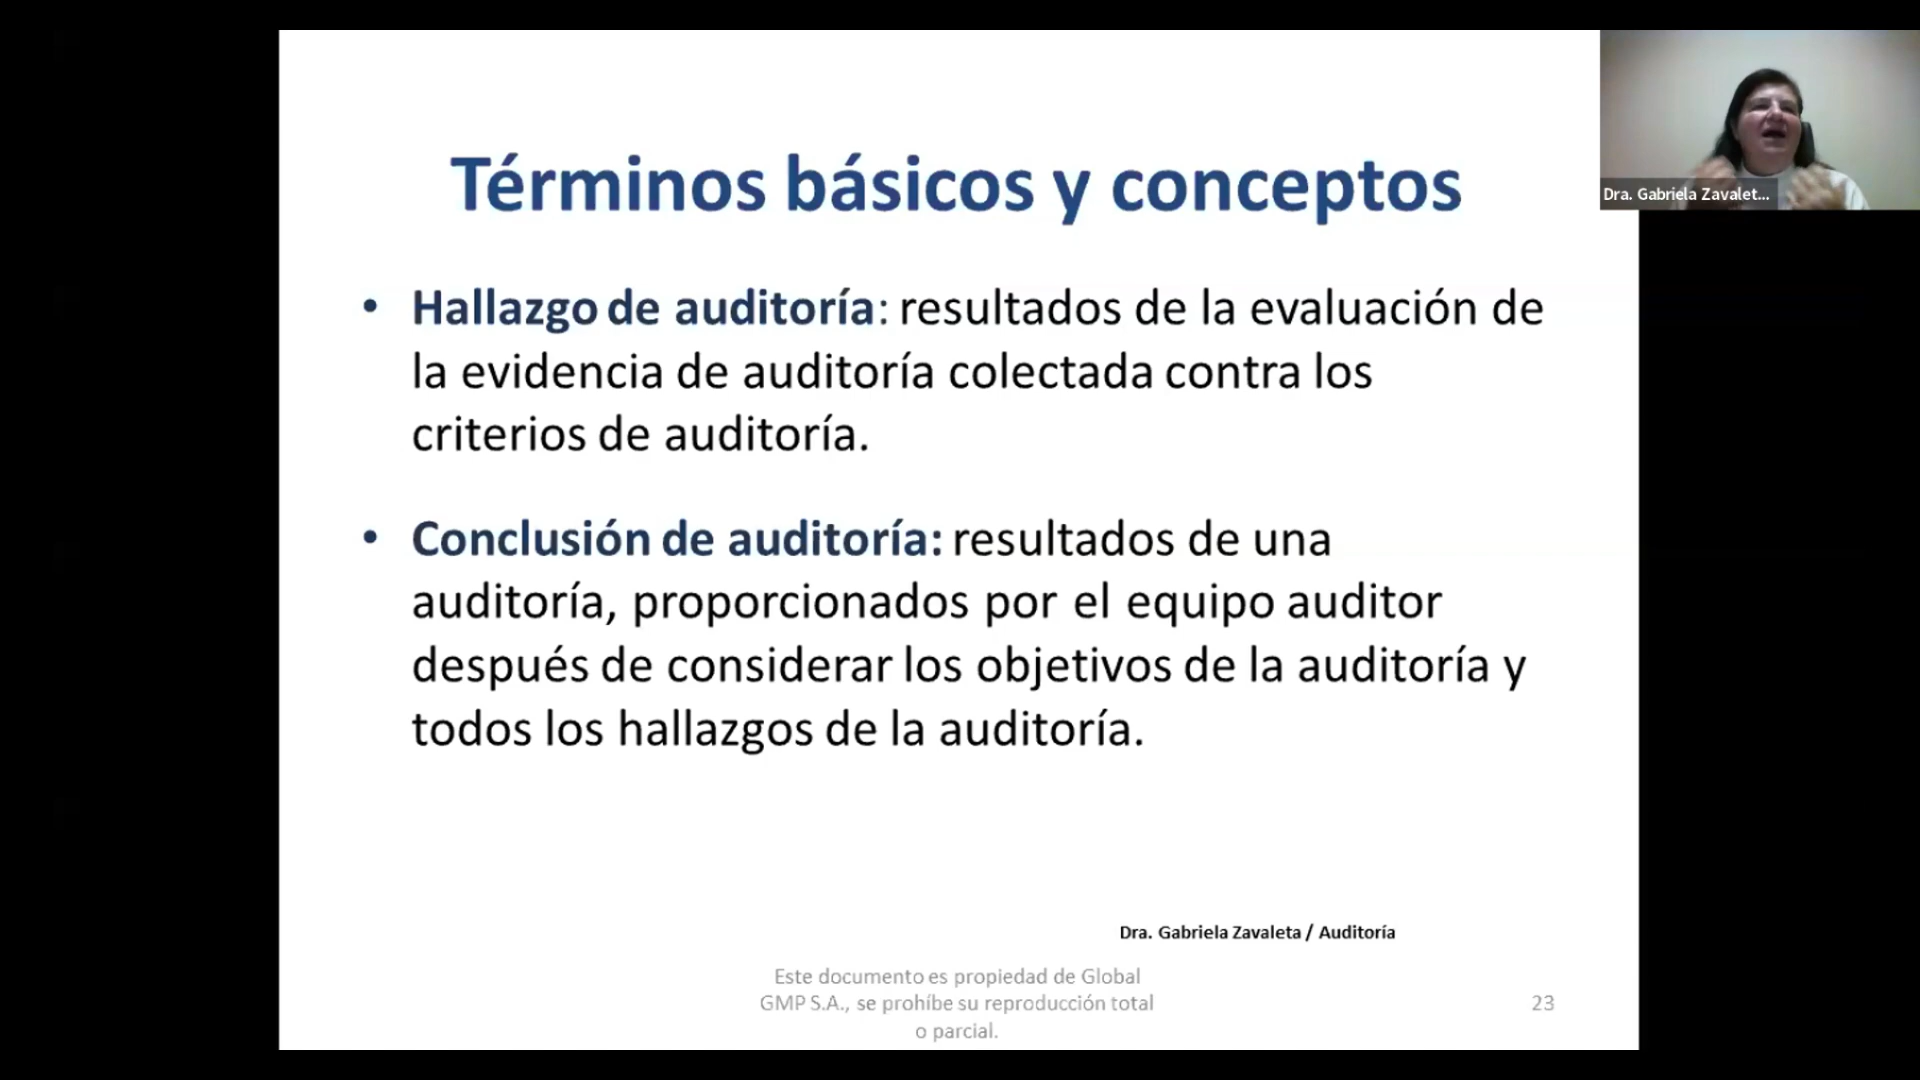 Términos básicos y conceptos
Dra. Gabriela Zavalet...
• Hallazgo de auditoría: resultados de la evaluación de
la evidencia de auditoría colectada contra los
criterios de auditoría.
• Conclusión de auditoría: resultados de una
auditoría, proporcionados por el equipo auditor
después de considerar los objetivos de la auditoría y
todos los hallazgos de la auditoría.
Dra. Gabriela Zavaleta / Auditoría
Este documento es propiedad de Global
GMP S.A., se prohíbe su reproducción total
o parcial.
23